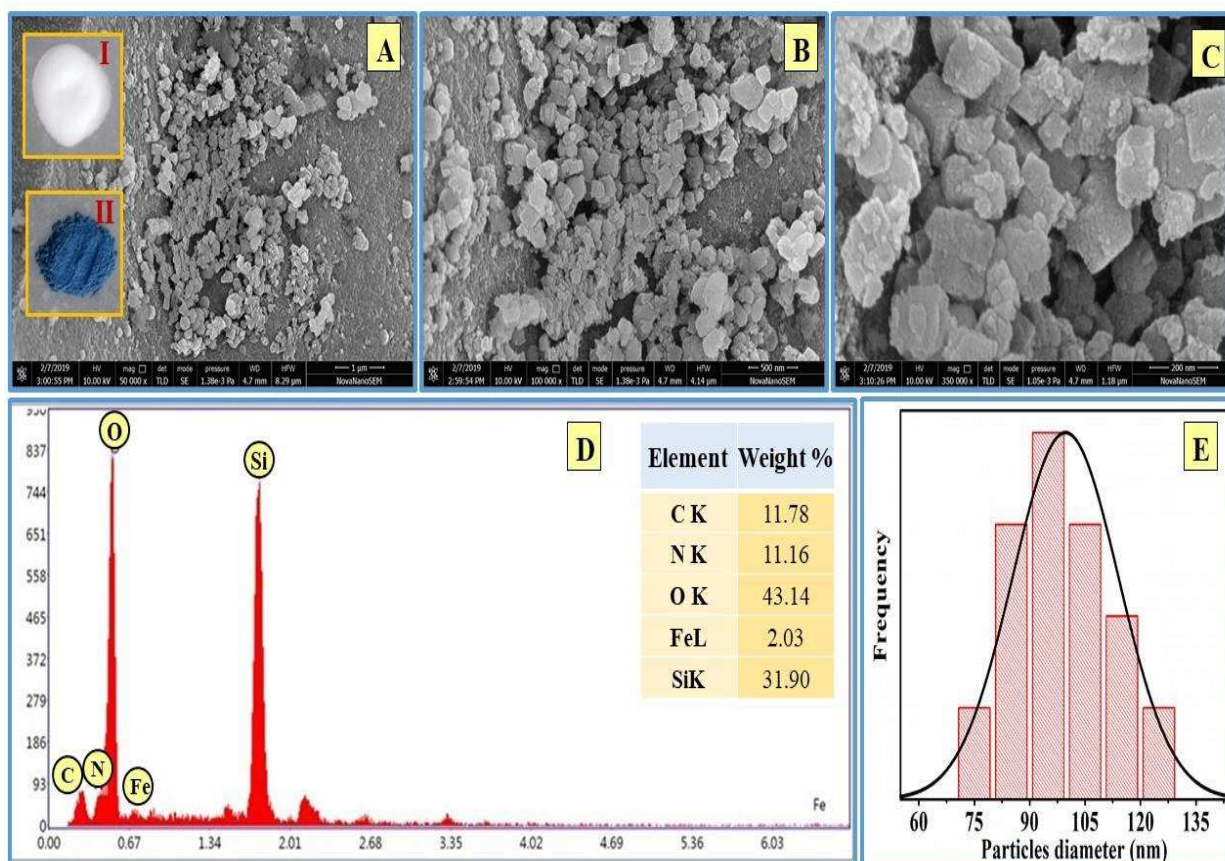 I
II
A
2/7/2019 HV mag □ det mode pressure WD HFW 1 µm
3:00:55 PM 10.00 kV 50 000 x TLD SE 1.38e-3 Pa 4.7 mm 8.29 µm NovaNanoSEM
B
2/7/2019 HV mag □ det mode pressure WD HFW 500 nm
2:59:54 PM 10.00 kV 100 000 x TLD SE 1.38e-3 Pa 4.7 mm 4.14 µm NovaNanoSEM
C
2/7/2019 HV mag □ det mode pressure WD HFW 200 nm
3:10:26 PM 10.00 kV 350 000 x TLD SE 1.05e-3 Pa 4.7 mm 1.18 µm NovaNanoSEM
D
837
744
651
558
465
372
279
186
93
0
O
Si
C
N
Fe
Fe
0.00 0.67 1.34 2.01 2.68 3.35 4.02 4.69 5.36 6.03
Element Weight %
C K 11.78
N K 11.16
O K 43.14
FeL 2.03
SiK 31.90
E
Frequency
60 75 90 105 120 135
Particles diameter (nm)